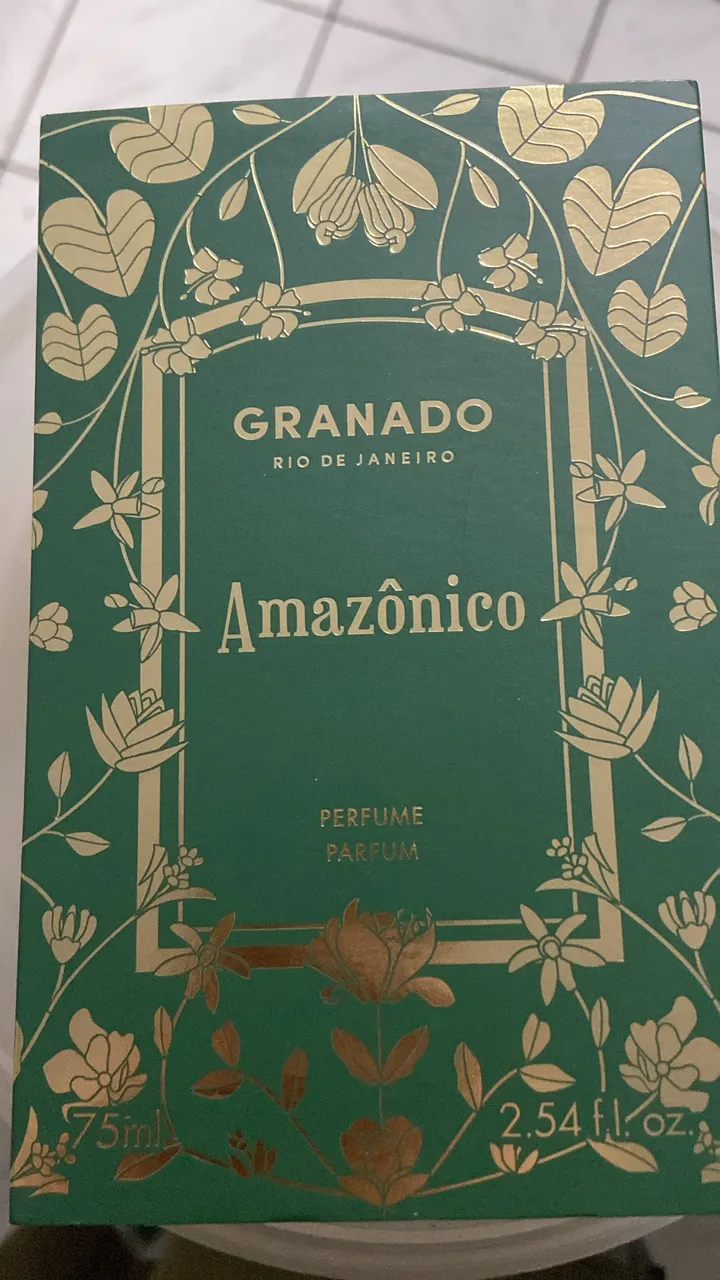 GRANADO
RIO DE JANEIRO
Amazônico
PERFUME
PARFUM
75ml
2.54 f.l. oz.